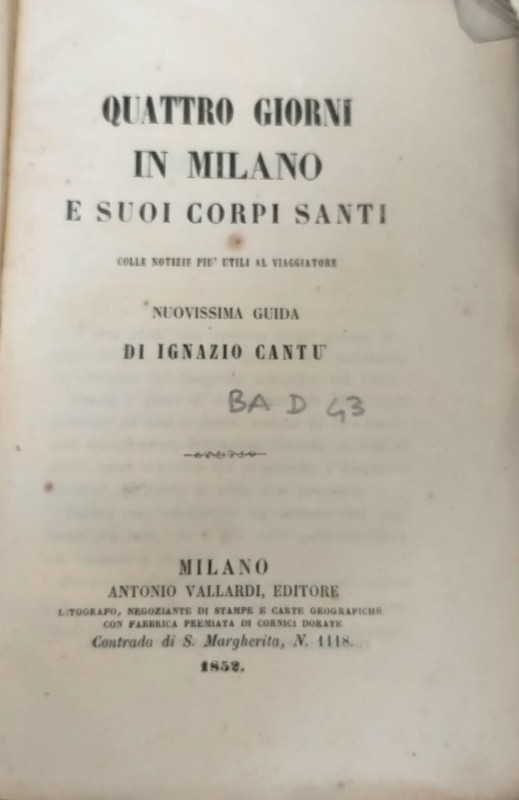 QUATTRO GIORNI
IN MILANO
E SUOI CORPI SANTI
COLLE NOTIZIE PIU' UTILI AL VIAGGIATORE
NUOVISSIMA GUIDA
DI IGNAZIO CANTU'
BA D 43
MILANO
ANTONIO VALLARDI, EDITORE
LITOGRAFO, NEGOZIANTE DI STAMPE E CARTE GEOGRAFICHE
CON FABBRICA PREMIATA DI CORNICI DORATE
Contrada di S. Margherita, N. 1118.
1852.